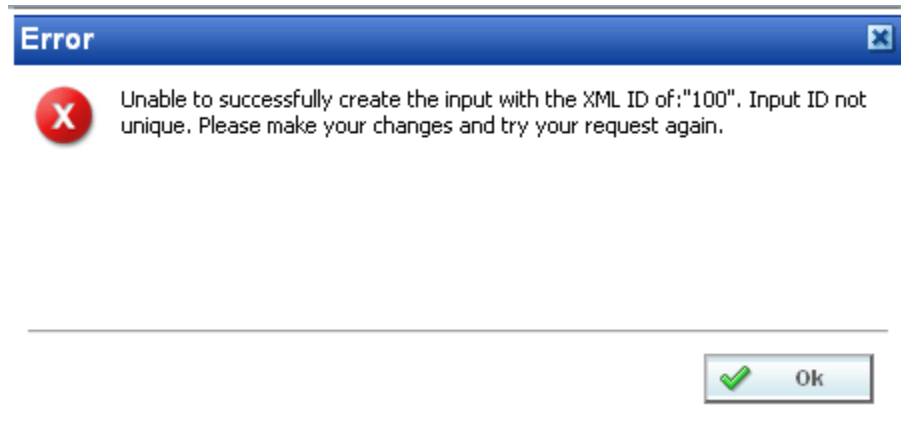 Error
Unable to successfully create the input with the XML ID of:"100". Input ID not
unique. Please make your changes and try your request again.
Ok